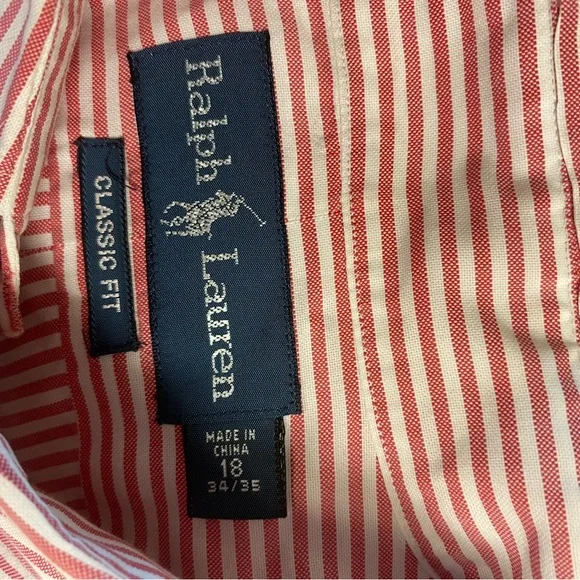 Ralph Lauren
CLASSIC FIT
MADE IN
CHINA
18
34/35